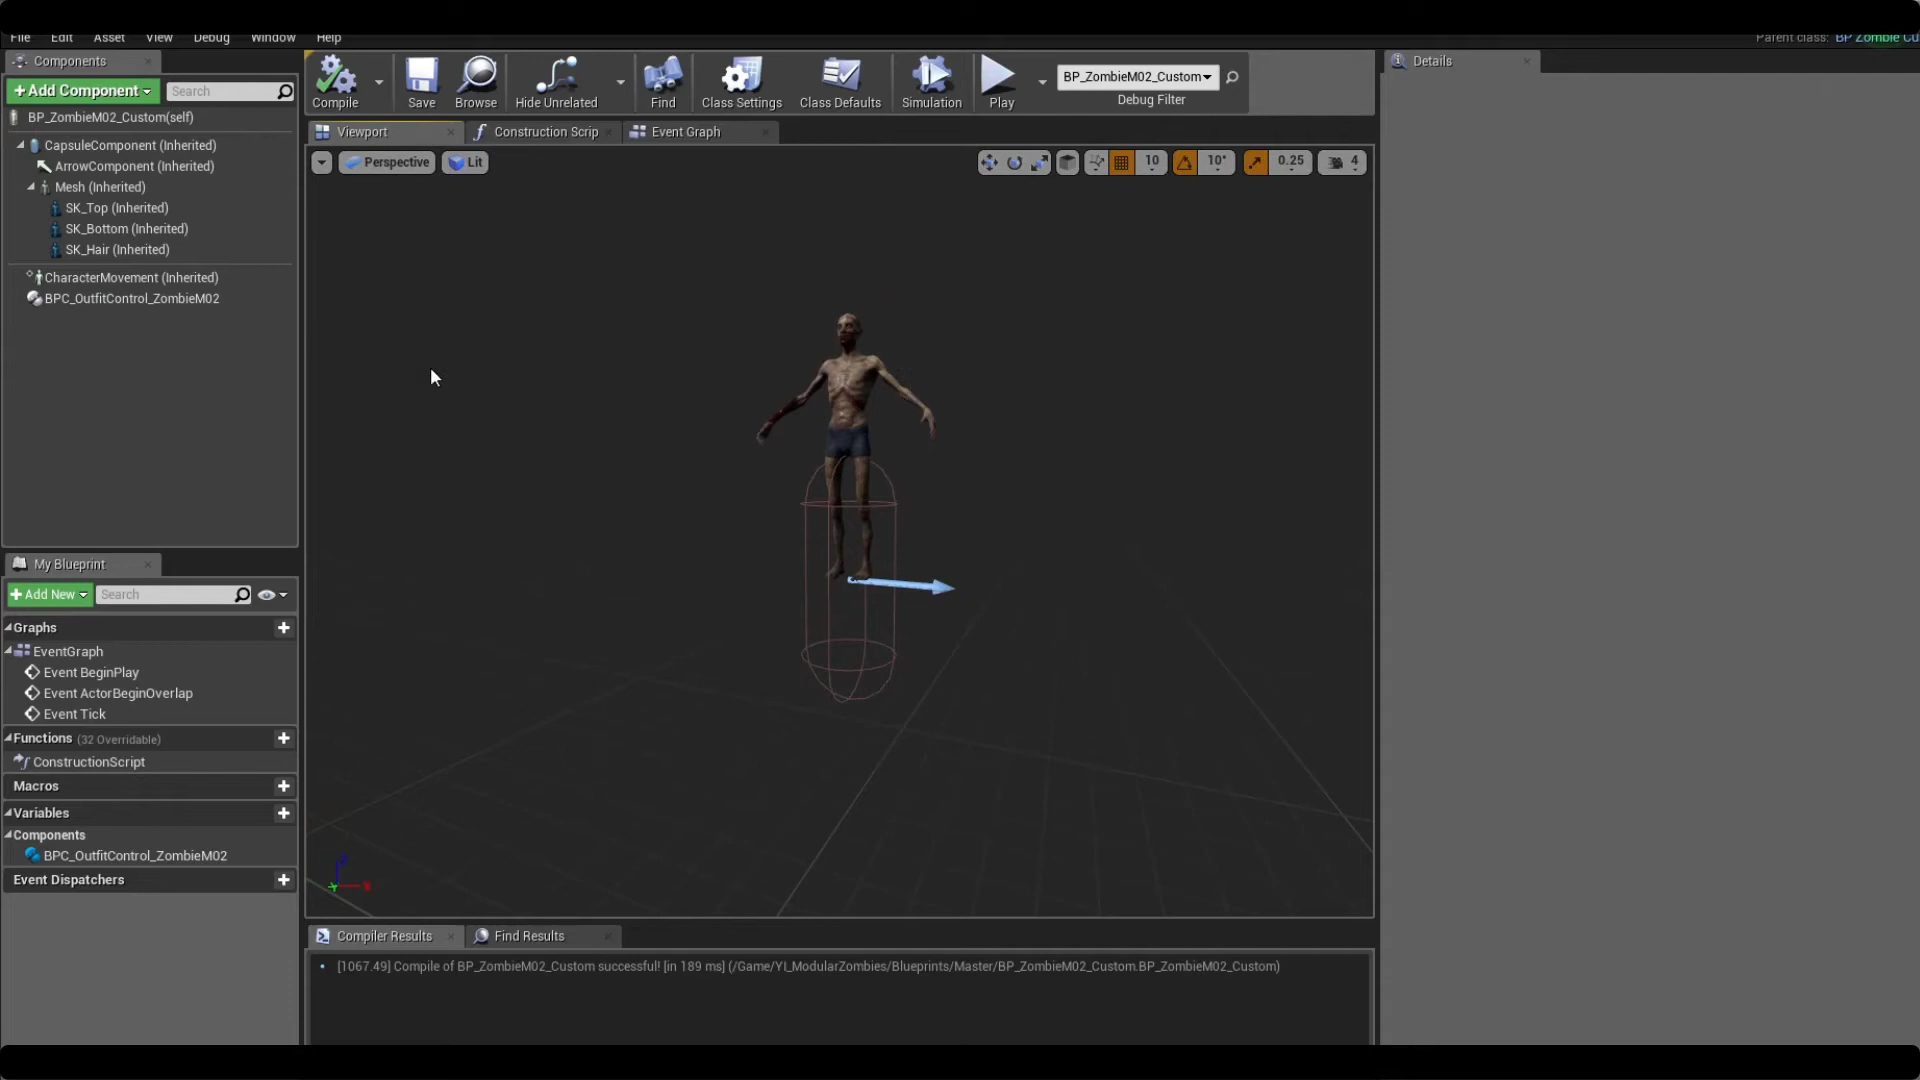 File Edit Asset View Debug Window Help
Parent class: BP Zombie Cu
Components
Details
+Add Component
Search
Compile
Save
Browse
Hide Unrelated
Find
Class Settings
Class Defaults
Simulation
Play
BP_ZombieM02_Custom
Debug Filter
BP_ZombieM02_Custom(self)
CapsuleComponent (Inherited)
ArrowComponent (Inherited)
Mesh (Inherited)
SK_Top (Inherited)
SK_Bottom (Inherited)
SK_Hair (Inherited)
CharacterMovement (Inherited)
BPC_OutfitControl_ZombieM02
Viewport
Construction Scrip
Event Graph
Perspective
Lit
10
10°
0.25
4
My Blueprint
+Add New
Search
Graphs
EventGraph
Event BeginPlay
Event ActorBeginOverlap
Event Tick
Functions (32 Overridable)
ConstructionScript
Macros
Variables
Components
BPC_OutfitControl_ZombieM02
Event Dispatchers
Z
Y
X
Compiler Results
Find Results
[1067.49] Compile of BP_ZombieM02_Custom successful! [in 189 ms] (/Game/YI_ModularZombies/Blueprints/Master/BP_ZombieM02_Custom.BP_ZombieM02_Custom)